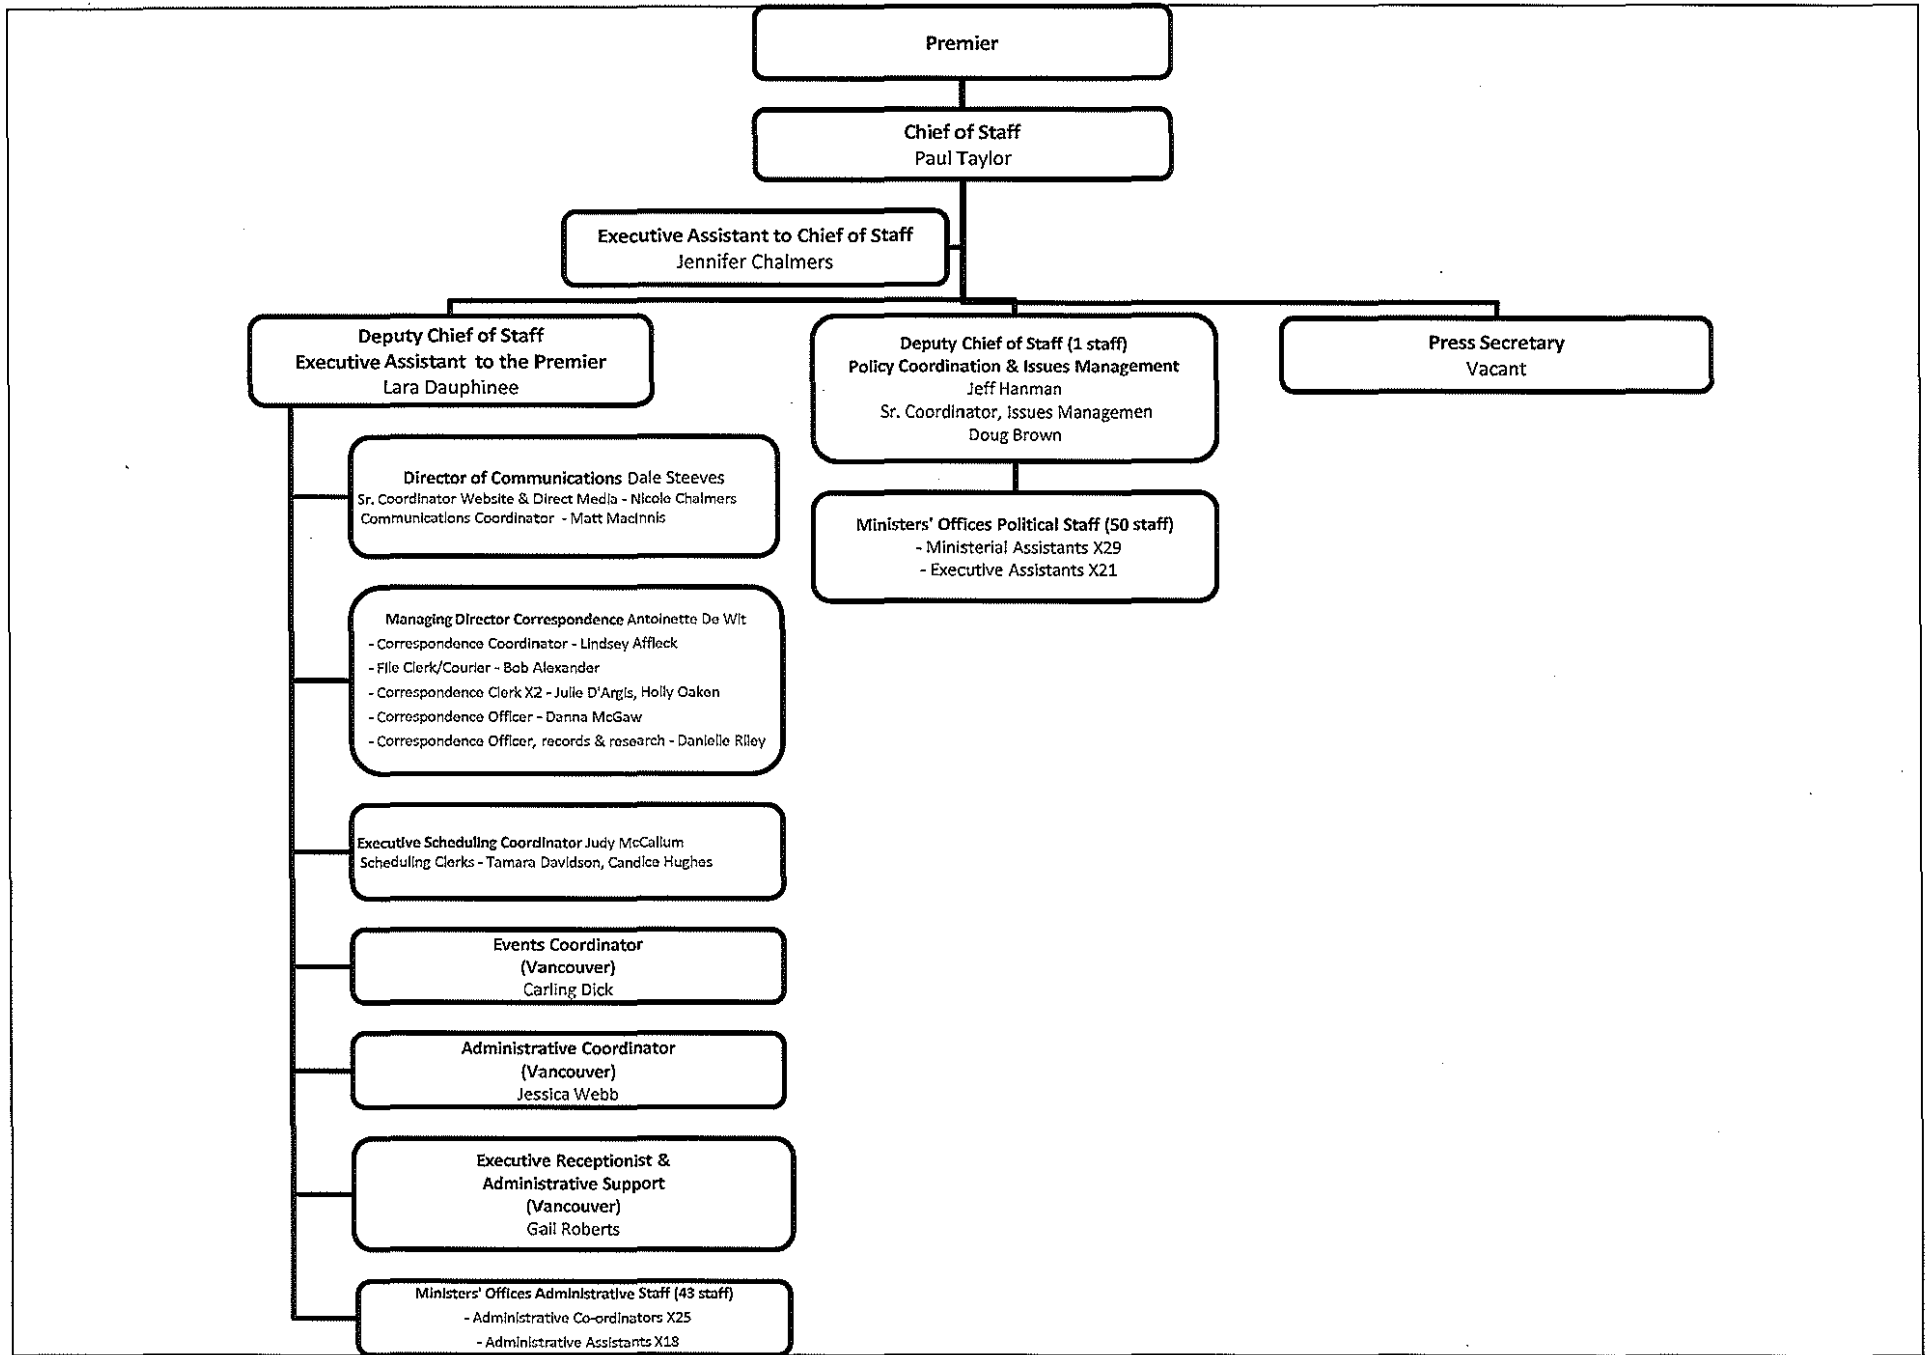 Premier
Chief of Staff
Paul Taylor
Executive Assistant to Chief of Staff
Jennifer Chalmers
Deputy Chief of Staff
Executive Assistant to the Premier
Lara Dauphinee
Deputy Chief of Staff (1 staff)
Policy Coordination & Issues Management
Jeff Hanman
Sr. Coordinator, Issues Managemen
Doug Brown
Press Secretary
Vacant
Director of Communications Dale Steeves
Sr. Coordinator Website & Direct Media - Nicole Chalmers
Communications Coordinator - Matt MacInnis
Ministers' Offices Political Staff (50 staff)
- Ministerial Assistants X29
- Executive Assistants X21
Managing Director Correspondence Antoinette De Wit
- Correspondence Coordinator - Lindsey Affleck
- File Clerk/Courier - Bob Alexander
- Correspondence Clerk X2 - Julie D'Argis, Holly Oaken
- Correspondence Officer - Danna McGaw
- Correspondence Officer, records & research - Danielle Riley
Executive Scheduling Coordinator Judy McCallum
Scheduling Clerks - Tamara Davidson, Candice Hughes
Events Coordinator
(Vancouver)
Carling Dick
Administrative Coordinator
(Vancouver)
Jessica Webb
Executive Receptionist &
Administrative Support
(Vancouver)
Gail Roberts
Ministers' Offices Administrative Staff (43 staff)
- Administrative Co-ordinators X25
- Administrative Assistants X18